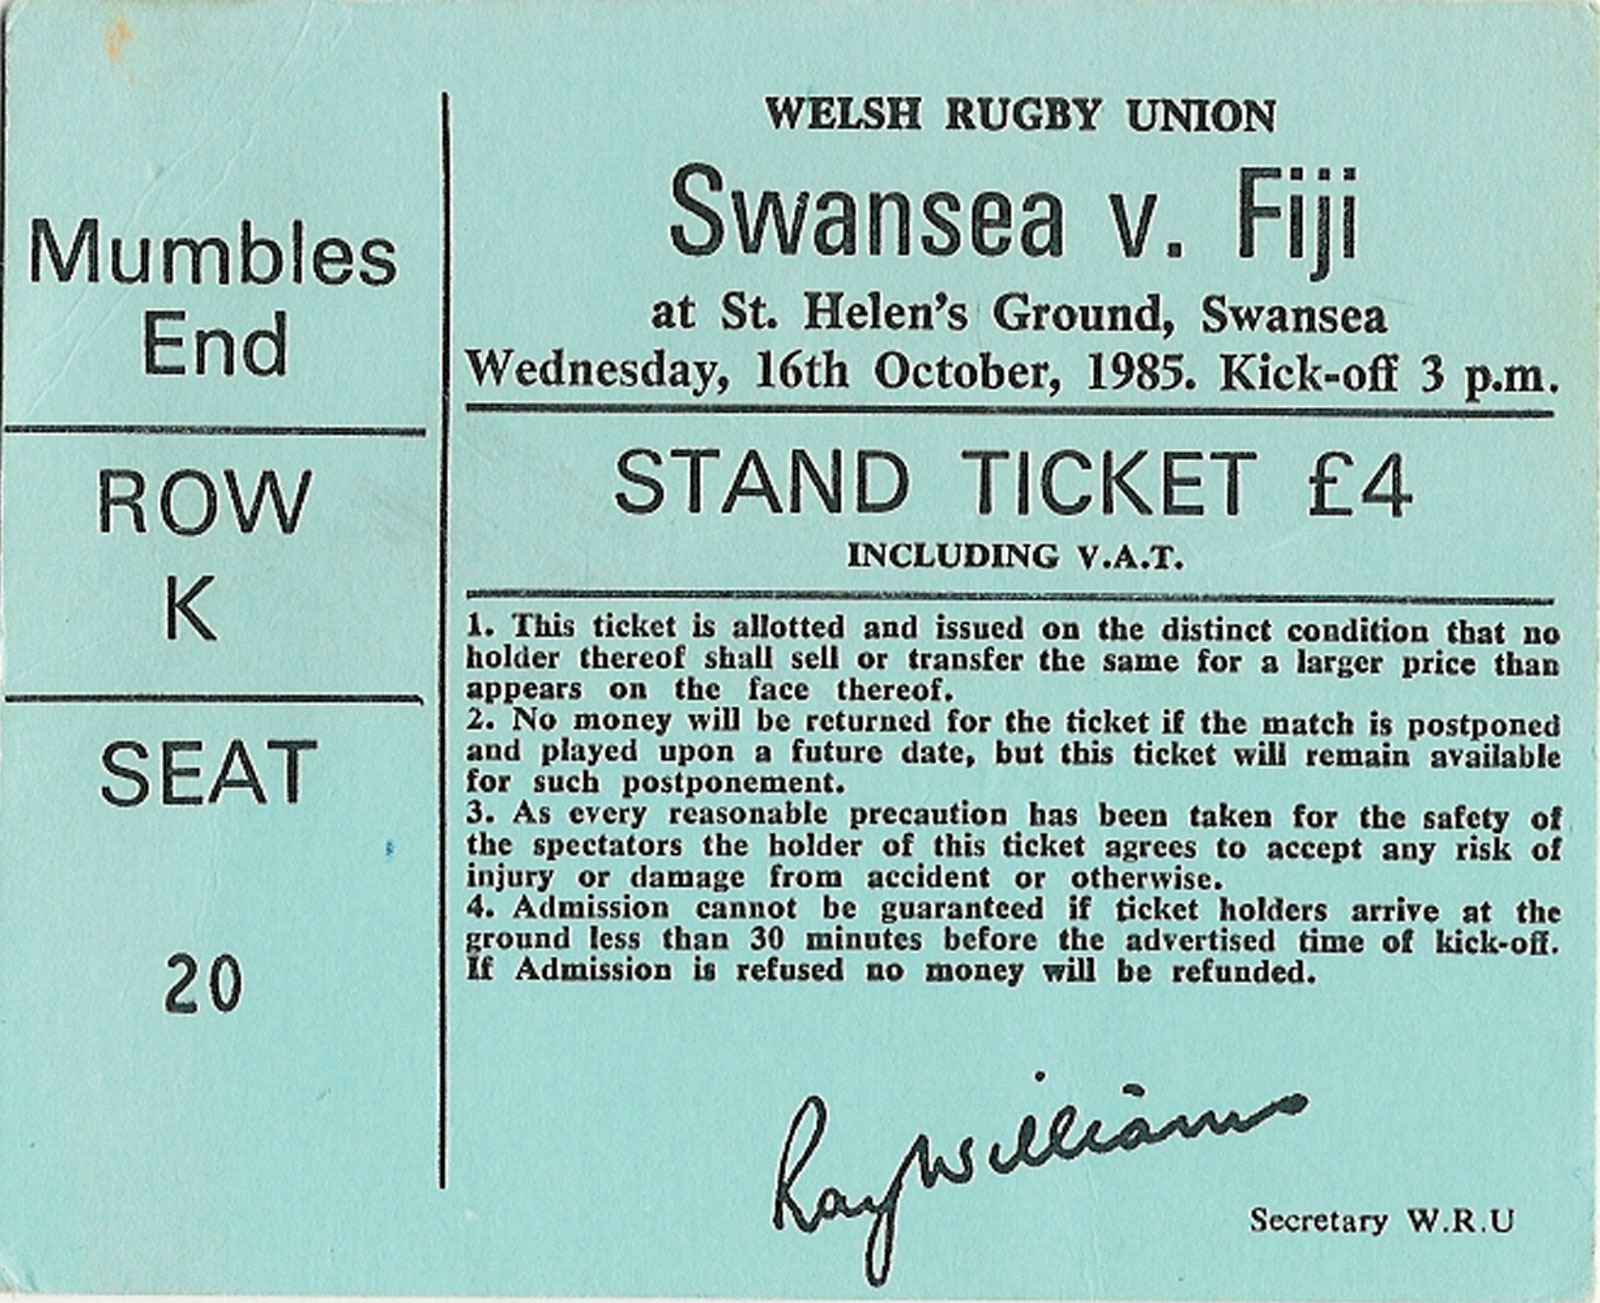 Mumbles
End
ROW
K
SEAT
20
WELSH RUGBY UNION
Swansea v. Fiji
at St. Helen's Ground, Swansea
Wednesday, 16th October, 1985. Kick-off 3 p.m.
STAND TICKET £4
INCLUDING V.A.T.
1. This ticket is allotted and issued on the distinct condition that no
holder thereof shall sell or transfer the same for a larger price than
appears on the face thereof.
2. No money will be returned for the ticket if the match is postponed
and played upon a future date, but this ticket will remain available
for such postponement.
3. As every reasonable precaution has been taken for the safety of
the spectators the holder of this ticket agrees to accept any risk of
injury or damage from accident or otherwise.
4. Admission cannot be guaranteed if ticket holders arrive at the
ground less than 30 minutes before the advertised time of kick-off.
If Admission is refused no money will be refunded.
Ray Williams
Secretary W.R.U